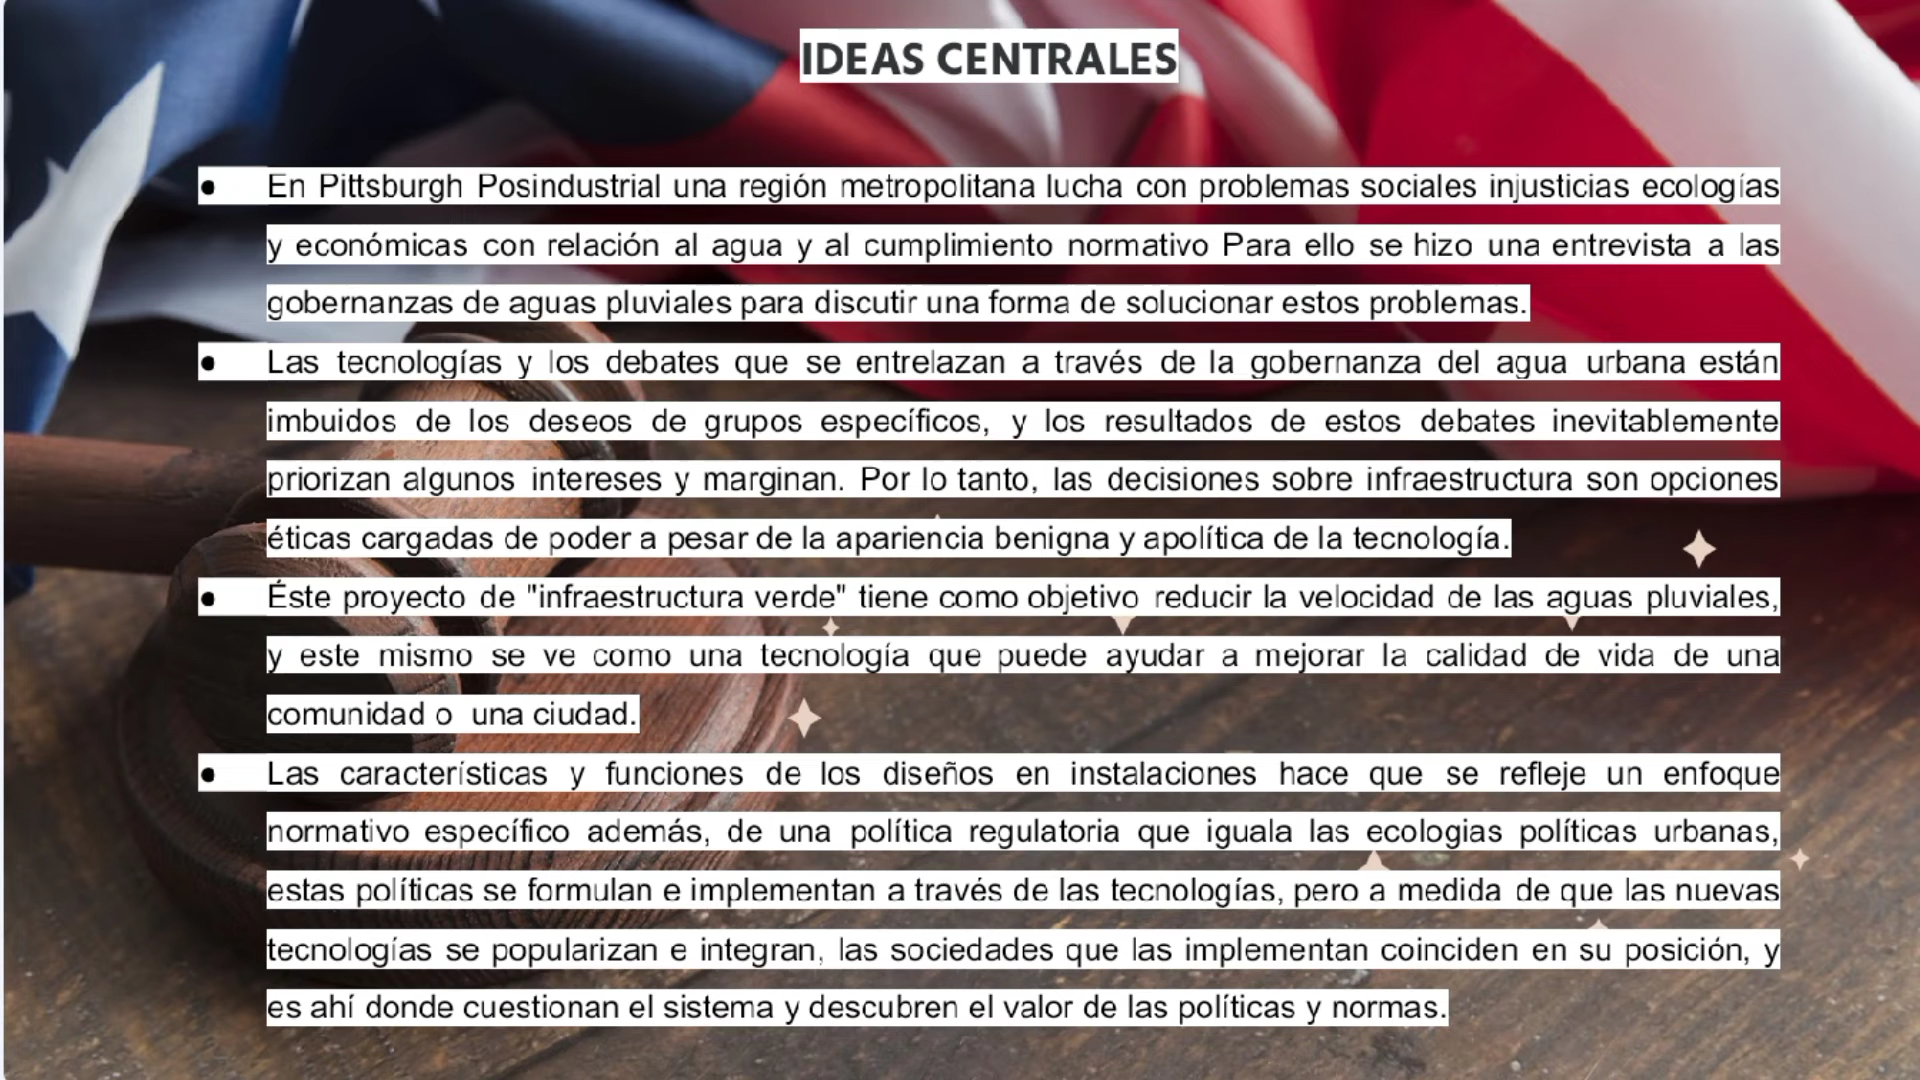 IDEAS CENTRALES
● En Pittsburgh Posindustrial una región metropolitana lucha con problemas sociales injusticias ecologías
y económicas con relación al agua y al cumplimiento normativo Para ello se hizo una entrevista a las
gobernanzas de aguas pluviales para discutir una forma de solucionar estos problemas.
● Las tecnologías y los debates que se entrelazan a través de la gobernanza del agua urbana están
imbuidos de los deseos de grupos específicos, y los resultados de estos debates inevitablemente
priorizan algunos intereses y marginan. Por lo tanto, las decisiones sobre infraestructura son opciones
éticas cargadas de poder a pesar de la apariencia benigna y apolítica de la tecnología.
● Éste proyecto de "infraestructura verde" tiene como objetivo reducir la velocidad de las aguas pluviales,
y este mismo se ve como una tecnología que puede ayudar a mejorar la calidad de vida de una
comunidad o una ciudad.
● Las características y funciones de los diseños en instalaciones hace que se refleje un enfoque
normativo específico además, de una política regulatoria que iguala las ecologias políticas urbanas,
estas políticas se formulan e implementan a través de las tecnologías, pero a medida de que las nuevas
tecnologías se popularizan e integran, las sociedades que las implementan coinciden en su posición, y
es ahí donde cuestionan el sistema y descubren el valor de las políticas y normas.